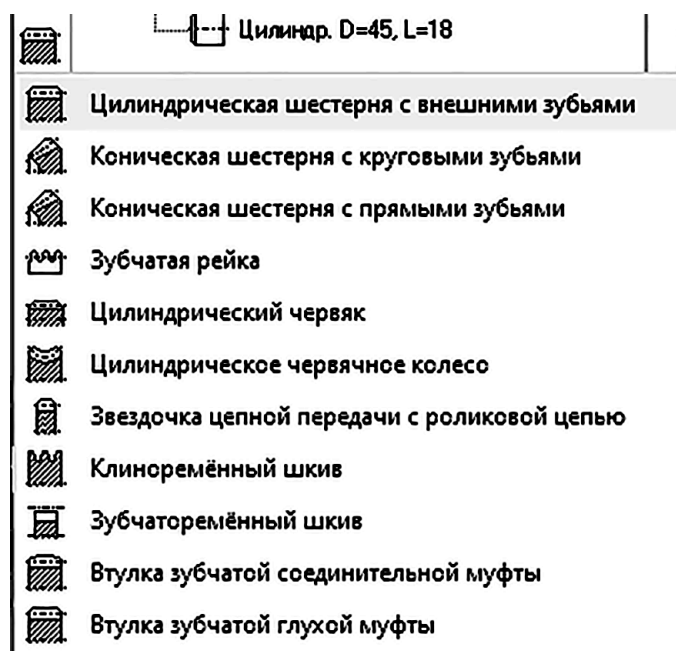 Цилиндр. D=45, L=18
Цилиндрическая шестерня с внешними зубьями
Коническая шестерня с круговыми зубьями
Коническая шестерня с прямыми зубьями
Зубчатая рейка
Цилиндрический червяк
Цилиндрическое червячное колесо
Звездочка цепной передачи с роликовой цепью
Клиноремённый шкив
Зубчаторемённый шкив
Втулка зубчатой соединительной муфты
Втулка зубчатой глухой муфты